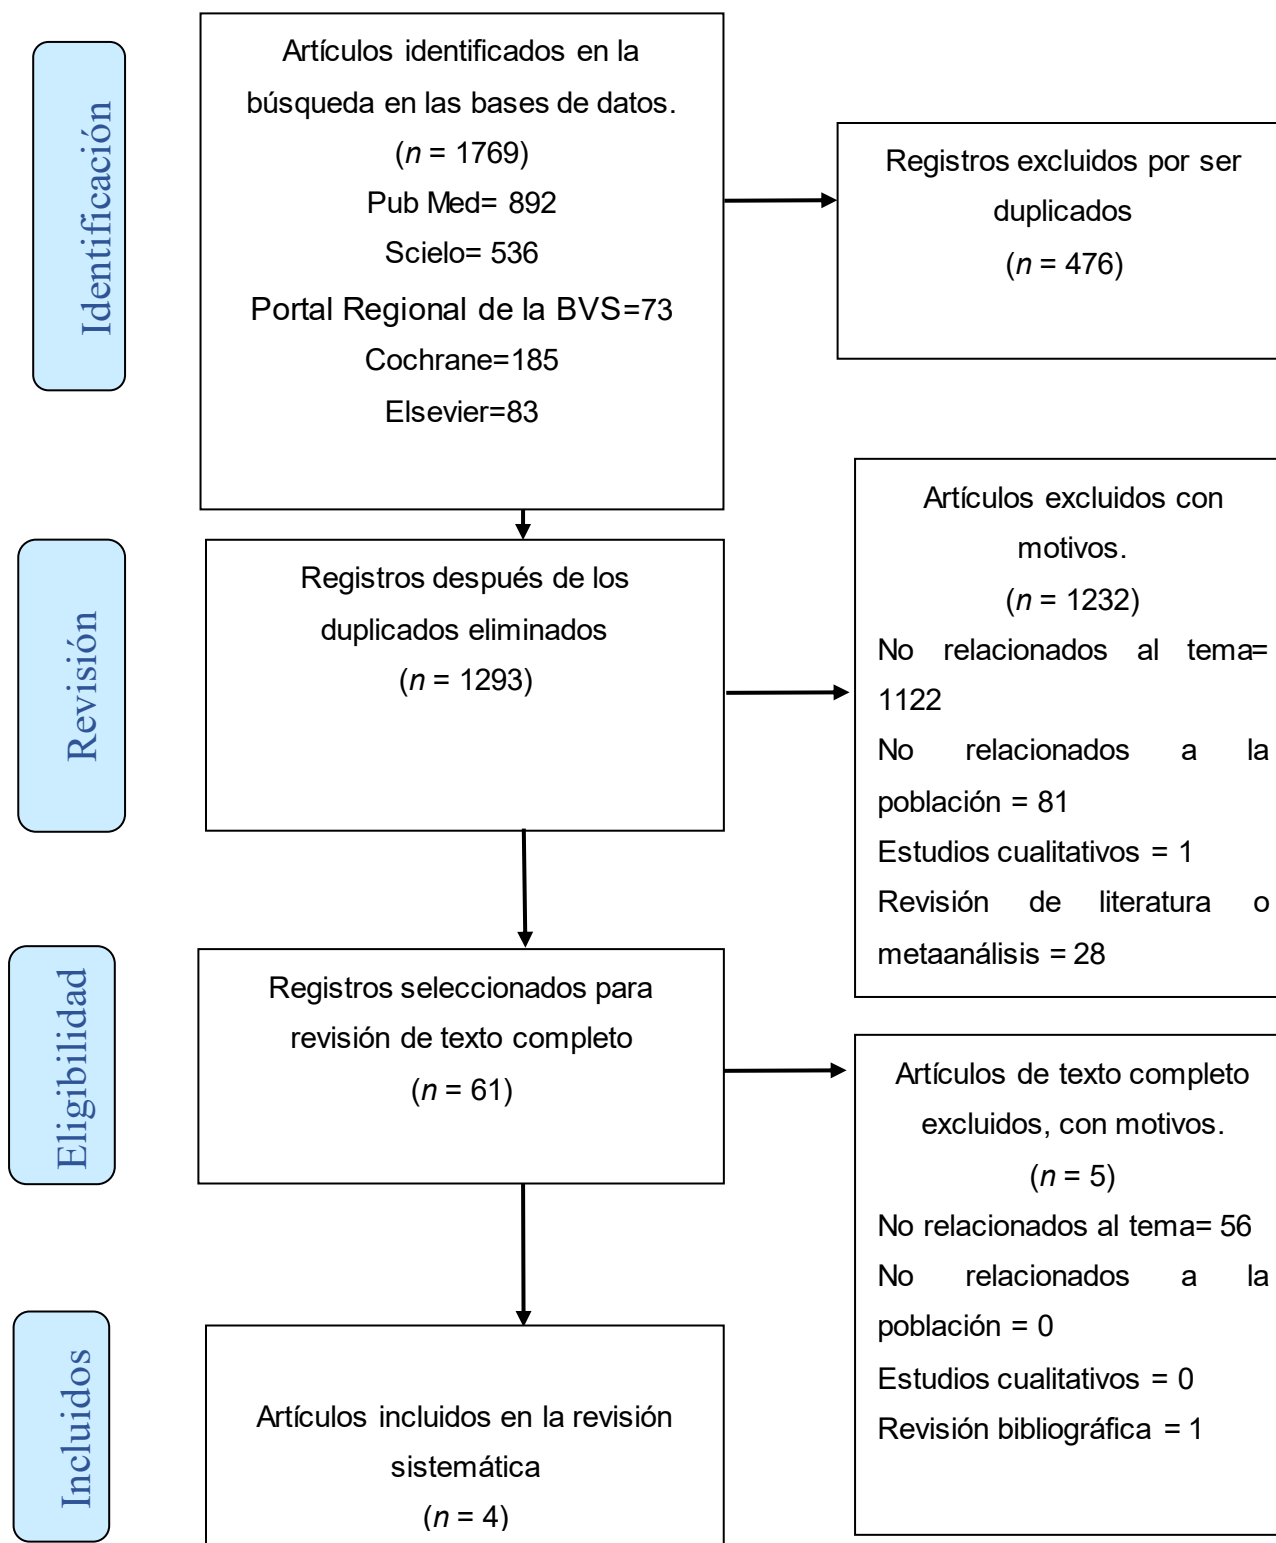 Identificación
Artículos identificados en la
búsqueda en las bases de datos.
(n = 1769)
Pub Med= 892
Scielo= 536
Portal Regional de la BVS=73
Cochrane=185
Elsevier=83
Registros excluidos por ser
duplicados
(n = 476)
Revisión
Registros después de los
duplicados eliminados
(n = 1293)
Artículos excluidos con
motivos.
(n = 1232)
No relacionados al tema=
1122
No relacionados a la
población = 81
Estudios cualitativos = 1
Revisión de literatura o
metaanálisis = 28
Eligibilidad
Registros seleccionados para
revisión de texto completo
(n = 61)
Artículos de texto completo
excluidos, con motivos.
(n = 5)
No relacionados al tema= 56
No relacionados a la
población = 0
Estudios cualitativos = 0
Revisión bibliográfica = 1
Incluidos
Artículos incluidos en la revisión
sistemática
(n = 4)